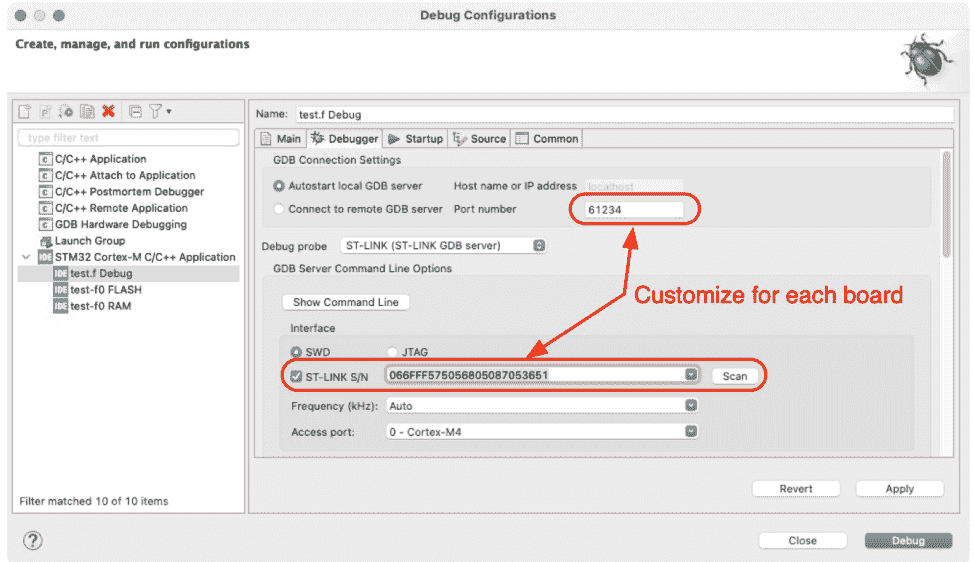 Debug Configurations
Create, manage, and run configurations
type filter text
C/C++ Application
C/C++ Attach to Application
C/C++ Postmortem Debugger
C/C++ Remote Application
GDB Hardware Debugging
Launch Group
IDE STM32 Cortex-M C/C++ Application
IDE test.f Debug
IDE test-f0 FLASH
IDE test-f0 RAM
Filter matched 10 of 10 items
Name: test.f Debug
Main Debugger Startup Source Common
GDB Connection Settings
Autostart local GDB server Host name or IP address localhost
Connect to remote GDB server Port number 61234
Debug probe ST-LINK (ST-LINK GDB server)
GDB Server Command Line Options
Show Command Line
Customize for each board
Interface
SWD JTAG
ST-LINK S/N 066FFF575056805087053651 Scan
Frequency (kHz): Auto
Access port: 0 - Cortex-M4
Revert Apply
? Close Debug